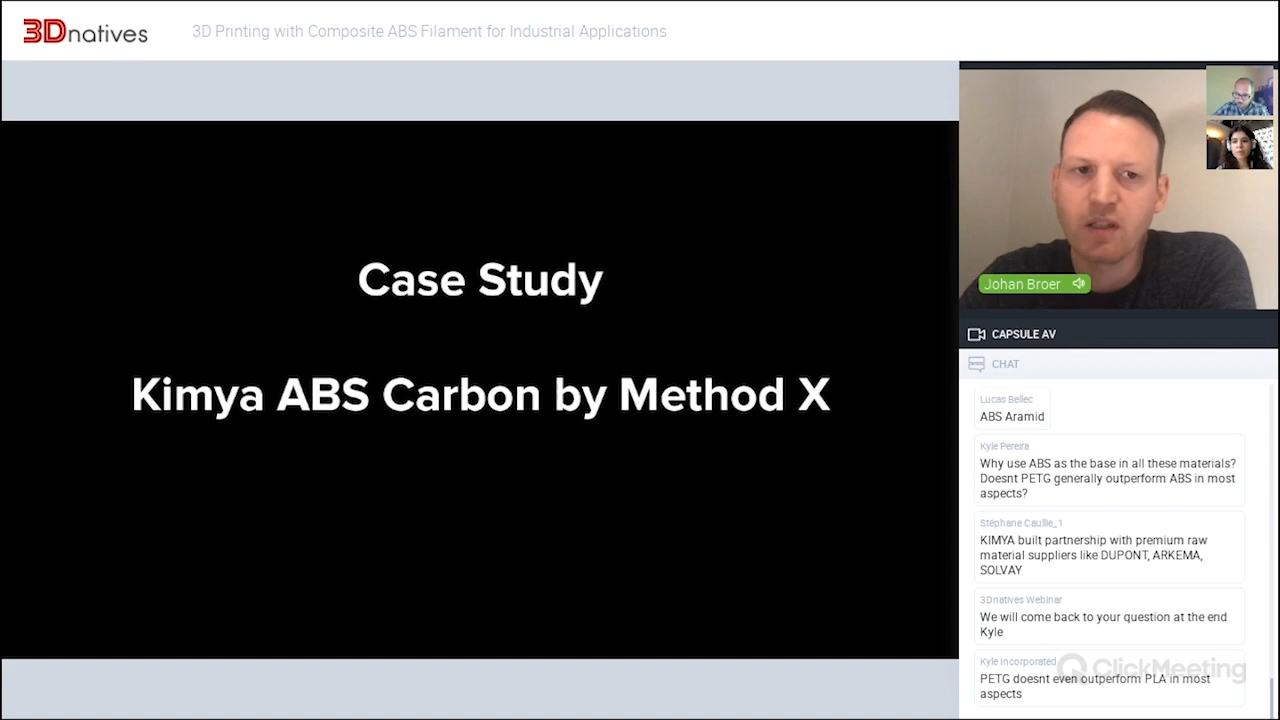 3Dnatives
3D Printing with Composite ABS Filament for Industrial Applications
Case Study
Kimya ABS Carbon by Method X
Johan Broer
CAPSULE AV
CHAT
Lucas Bellec
ABS Aramid
Kyle Pereira
Why use ABS as the base in all these materials?
Doesnt PETG generally outperform ABS in most
aspects?
Stéphane Caullie_1
KIMYA built partnership with premium raw
material suppliers like DUPONT, ARKEMA,
SOLVAY
3Dnatives Webinar
We will come back to your question at the end
Kyle
Kyle Incorporated
PETG doesnt even outperform PLA in most
aspects
ClickMeeting